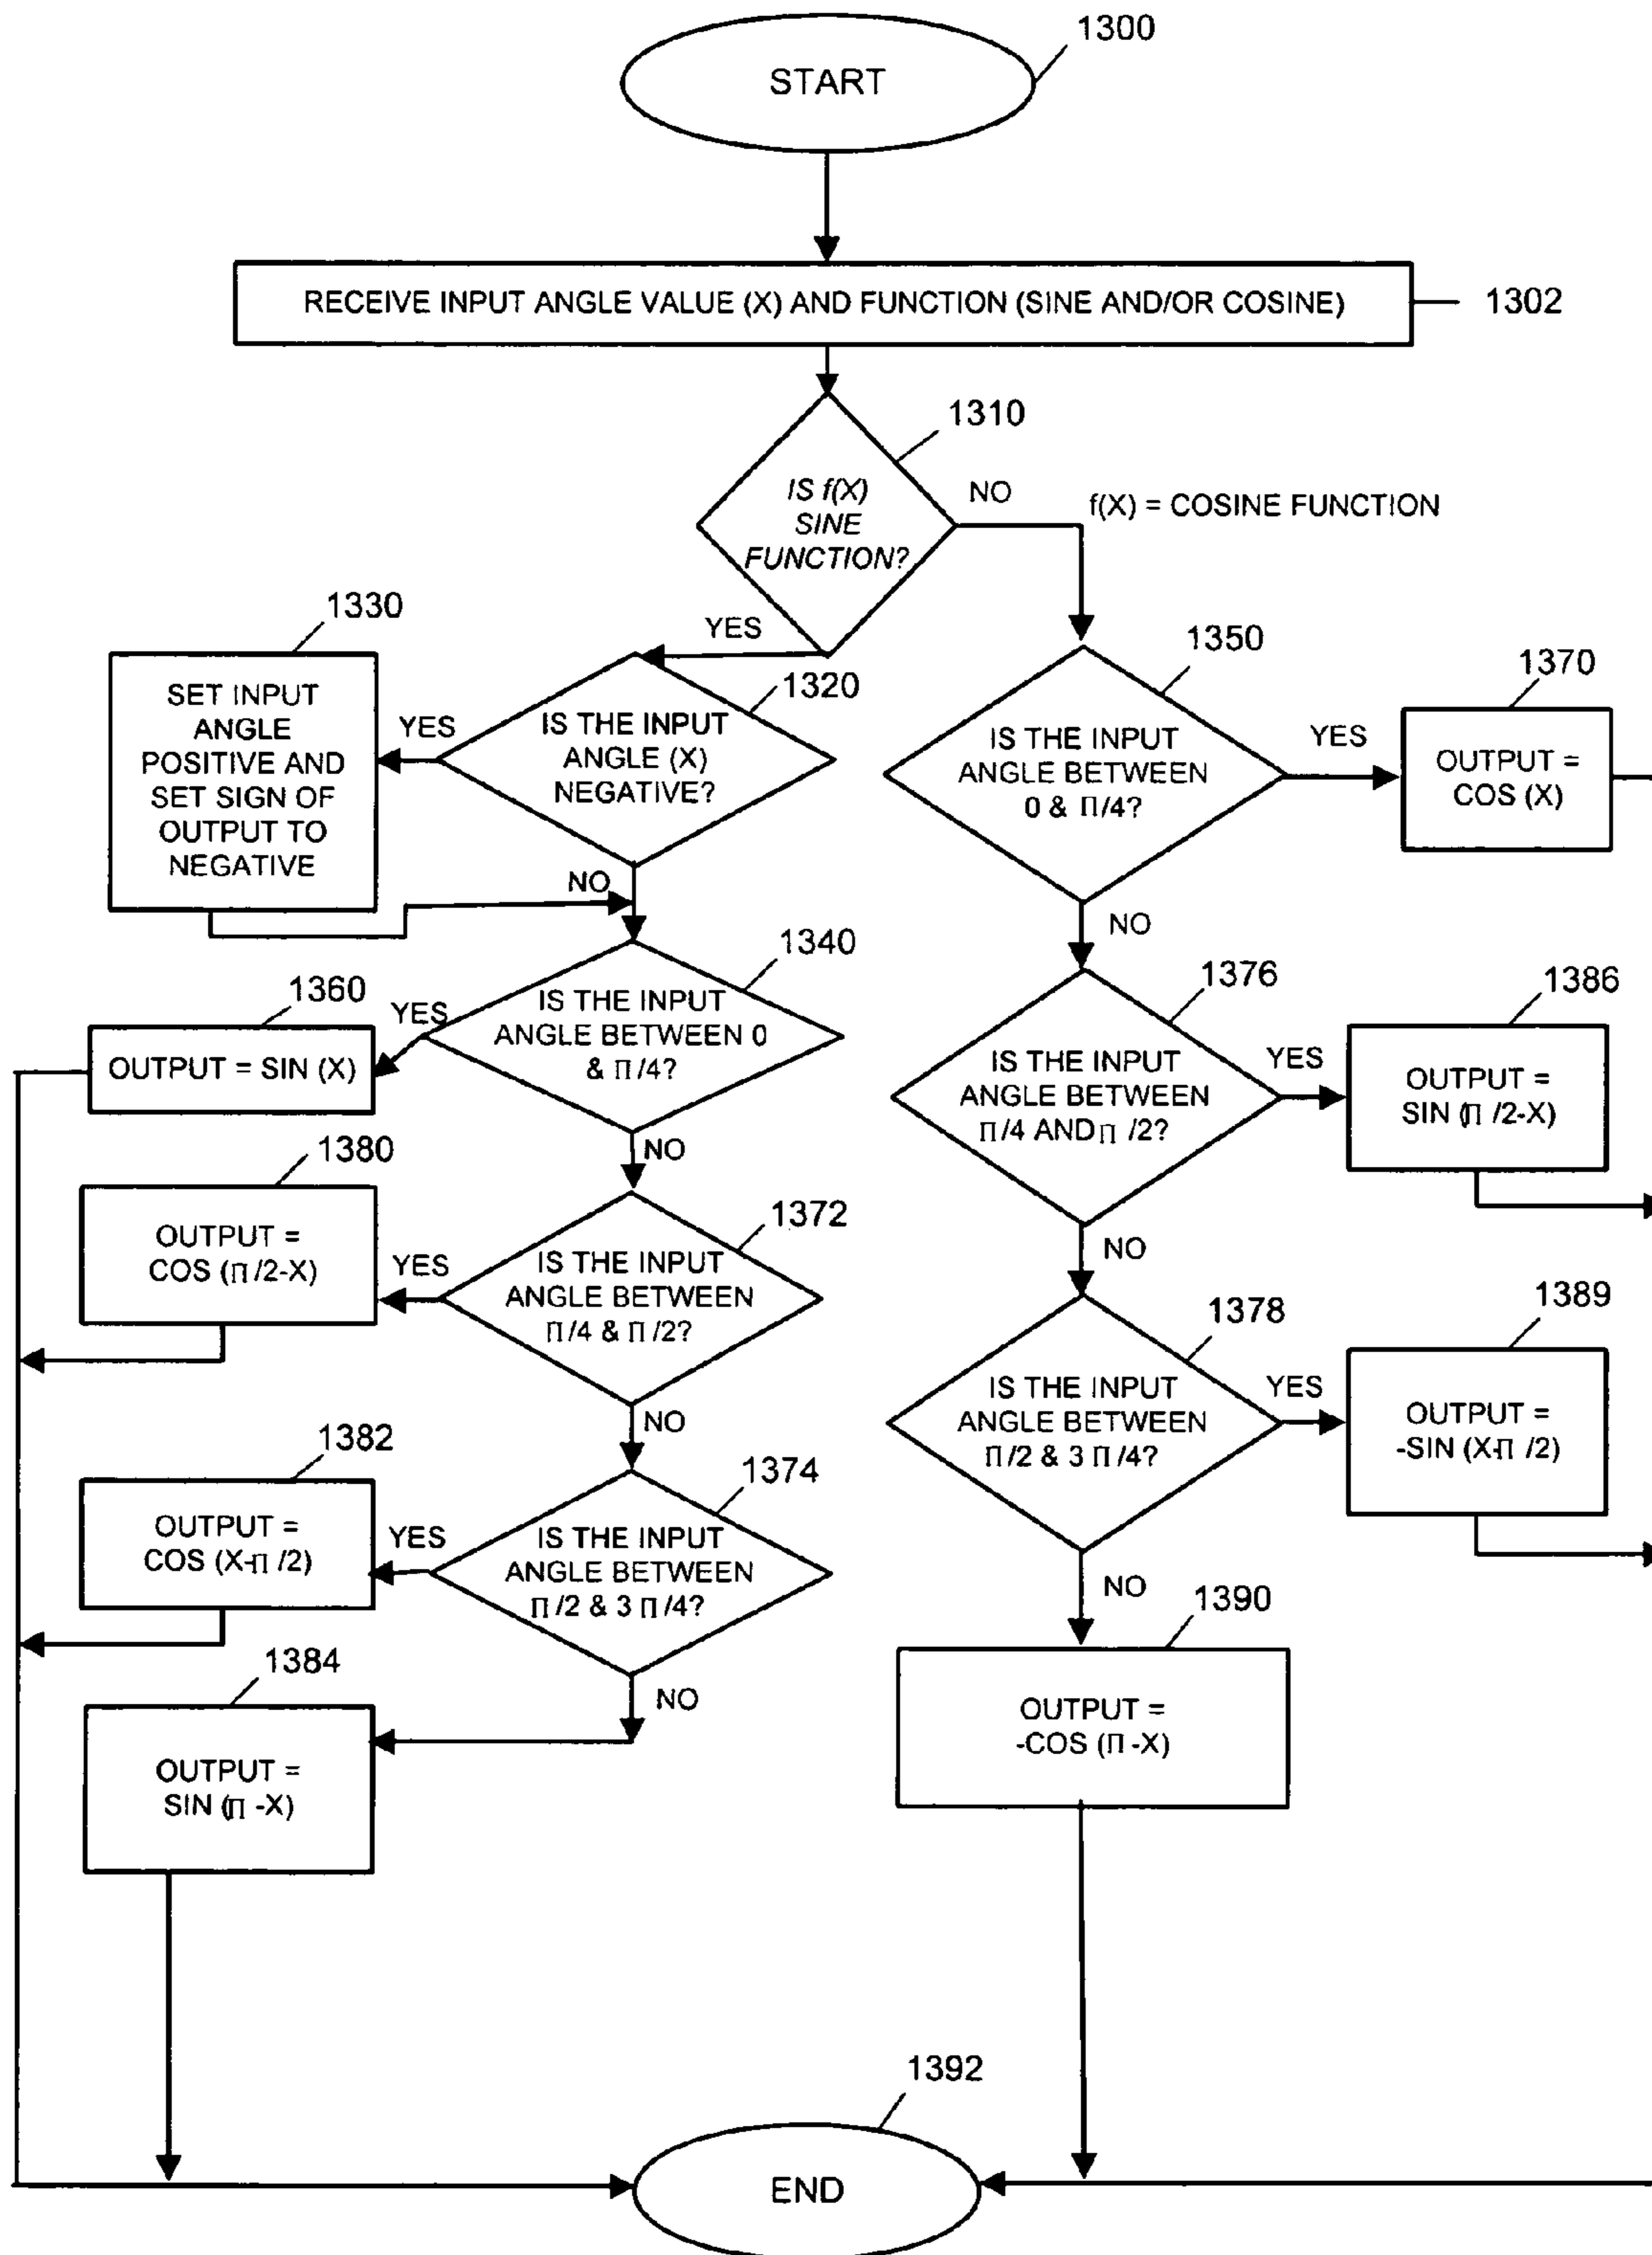 1300
START
RECEIVE INPUT ANGLE VALUE (X) AND FUNCTION (SINE AND/OR COSINE)
1302
1310
IS f(X)
SINE
FUNCTION?
NO
f(X) = COSINE FUNCTION
YES
1330
SET INPUT
ANGLE
POSITIVE AND
SET SIGN OF
OUTPUT TO
NEGATIVE
YES
1320
IS THE INPUT
ANGLE (X)
NEGATIVE?
NO
1350
IS THE INPUT
ANGLE BETWEEN
0 & Π/4?
YES
1370
OUTPUT =
COS (X)
NO
1340
IS THE INPUT
ANGLE BETWEEN 0
& Π/4?
YES
1360
OUTPUT = SIN (X)
NO
1376
IS THE INPUT
ANGLE BETWEEN
Π/4 AND Π /2?
YES
1386
OUTPUT =
SIN (Π /2-X)
NO
1380
OUTPUT =
COS (Π /2-X)
YES
1372
IS THE INPUT
ANGLE BETWEEN
Π/4 & Π /2?
NO
1378
IS THE INPUT
ANGLE BETWEEN
Π/2 & 3 Π /4?
YES
1389
OUTPUT =
-SIN (X-Π /2)
NO
1382
OUTPUT =
COS (X-Π /2)
YES
1374
IS THE INPUT
ANGLE BETWEEN
Π /2 & 3 Π /4?
NO
1390
OUTPUT =
-COS (Π -X)
1384
OUTPUT =
SIN (Π -X)
1392
END